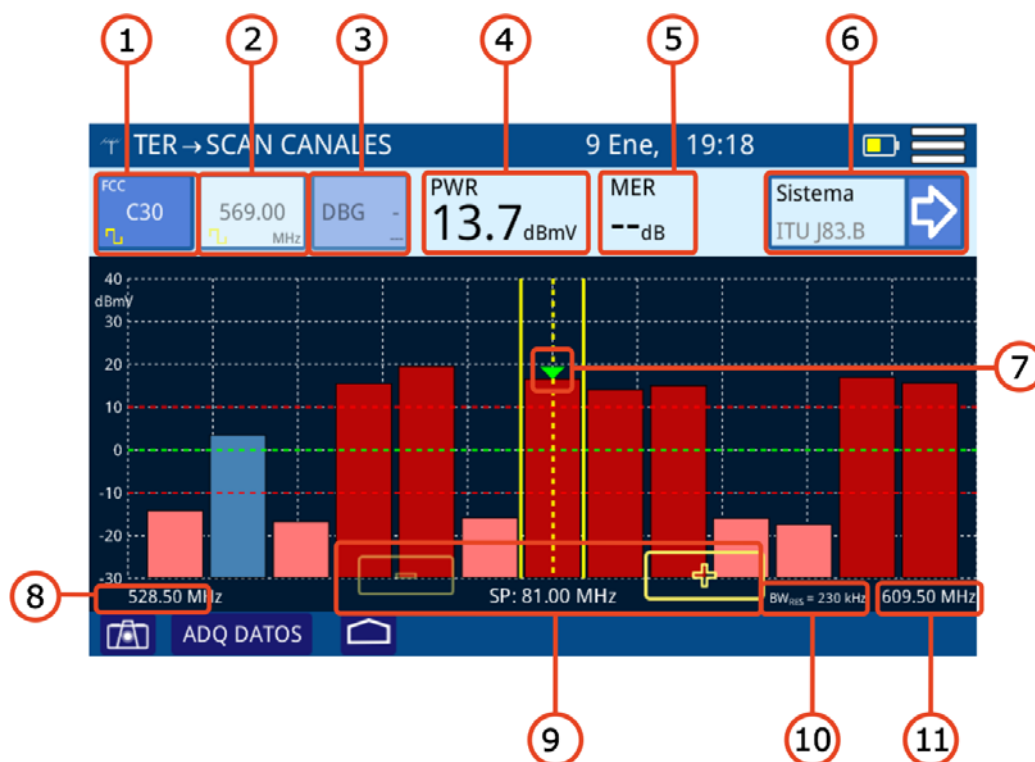 1 2 3 4 5 6
TER→SCAN CANALES 9 Ene, 19:18
FCC
C30
569.00
MHz
DBG -
---
PWR
13.7 dBmV
MER
--dB
Sistema
ITU J83.B
40
dBmV
30
20
7
10
0
-10
-20
-30
8
528.50 MHz
-
SP: 81.00 MHz
+
BWRES = 230 kHz
609.50 MHz
ADQ DATOS
9 10 11